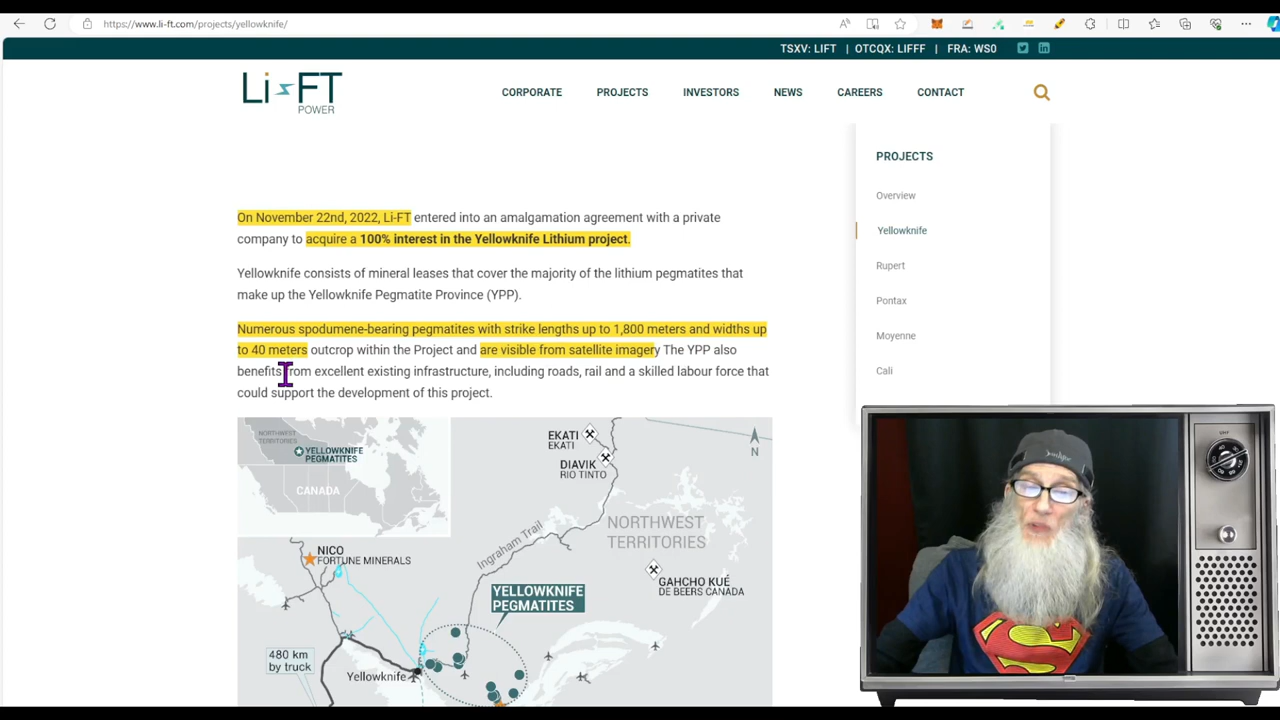 https://www.li-ft.com/projects/yellowknife/
TSXV: LIFT | OTCQX: LIFFF | FRA: WS0
Li FT
POWER
CORPORATE PROJECTS INVESTORS NEWS CAREERS CONTACT
PROJECTS
Overview
Yellowknife
Rupert
Pontax
Moyenne
Cali
On November 22nd, 2022, Li-FT entered into an amalgamation agreement with a private
company to acquire a 100% interest in the Yellowknife Lithium project.
Yellowknife consists of mineral leases that cover the majority of the lithium pegmatites that
make up the Yellowknife Pegmatite Province (YPP).
Numerous spodumene-bearing pegmatites with strike lengths up to 1,800 meters and widths up
to 40 meters outcrop within the Project and are visible from satellite imagery The YPP also
benefits from excellent existing infrastructure, including roads, rail and a skilled labour force that
could support the development of this project.
NORTHWEST
TERRITORIES
YELLOWKNIFE
PEGMATITES
CANADA
EKATI
EKATI
DIAVIK
RIO TINTO
N
Ingraham Trail
NORTHWEST
TERRITORIES
NICO
FORTUNE MINERALS
GAHCHO KUÉ
DE BEERS CANADA
YELLOWKNIFE
PEGMATITES
480 km
by truck
Yellowknife